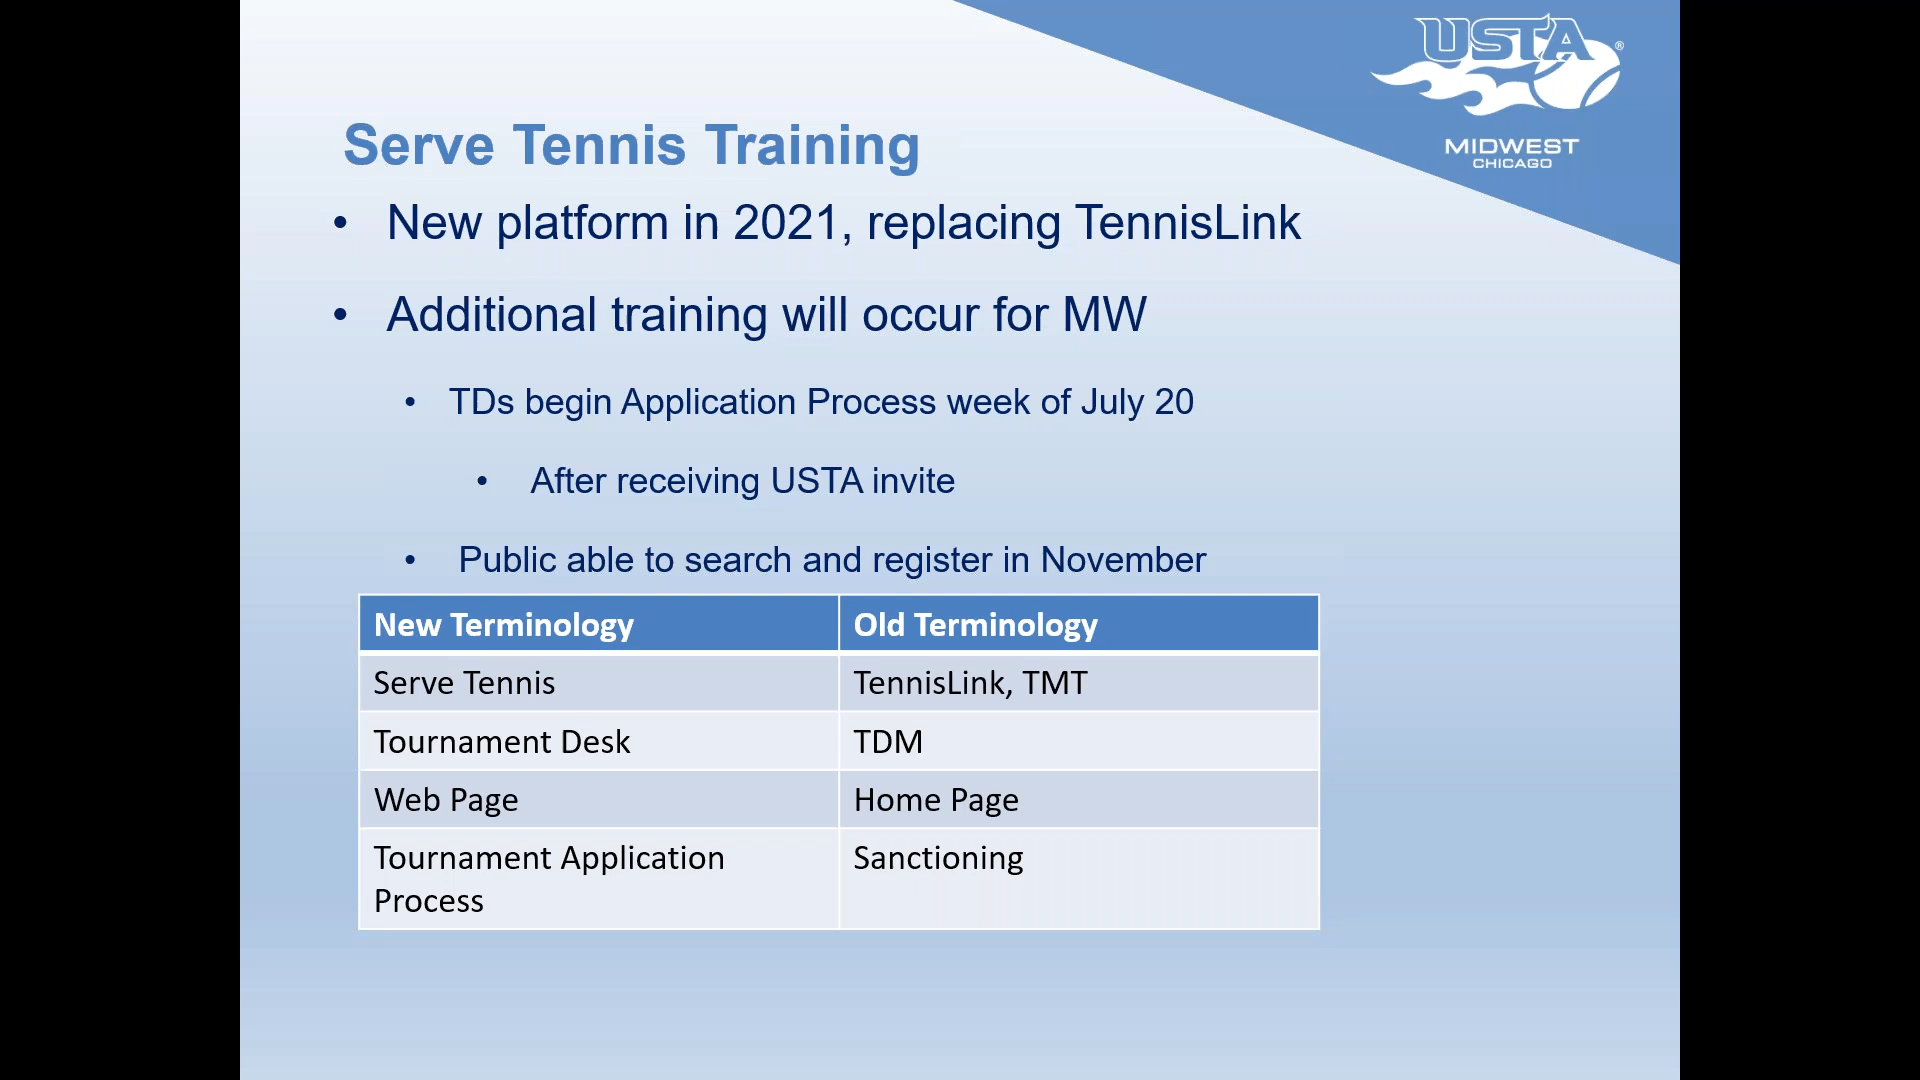 USTA®
MIDWEST
CHICAGO
Serve Tennis Training
• New platform in 2021, replacing TennisLink
• Additional training will occur for MW
• TDs begin Application Process week of July 20
• After receiving USTA invite
• Public able to search and register in November
New Terminology Old Terminology
Serve Tennis TennisLink, TMT
Tournament Desk TDM
Web Page Home Page
Tournament Application Sanctioning
Process